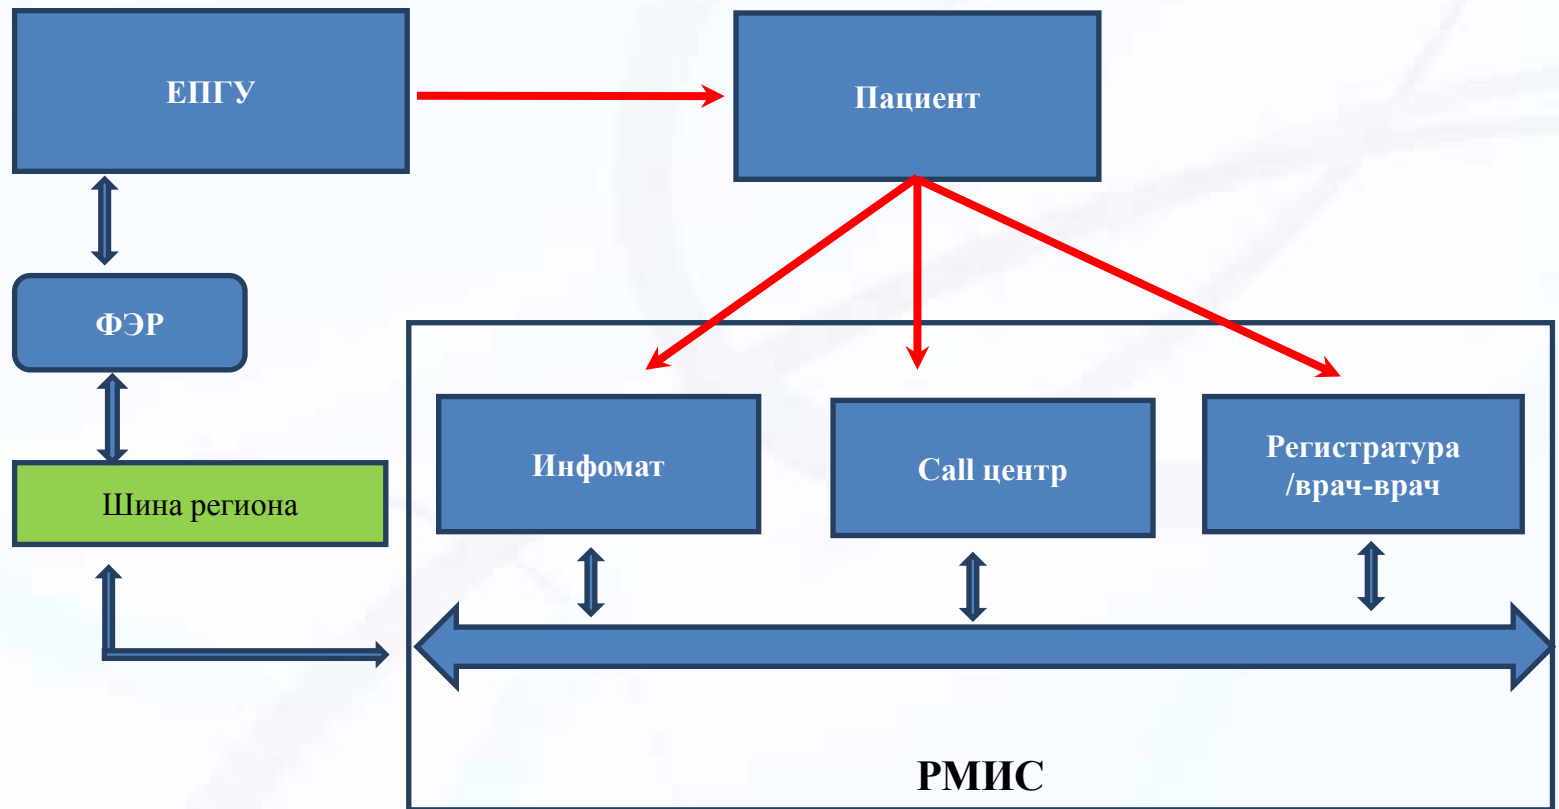 ЕПГУ
Пациент
ФЭР
Шина региона
Инфомат
Call центр
Регистратура
/врач-врач
РМИС